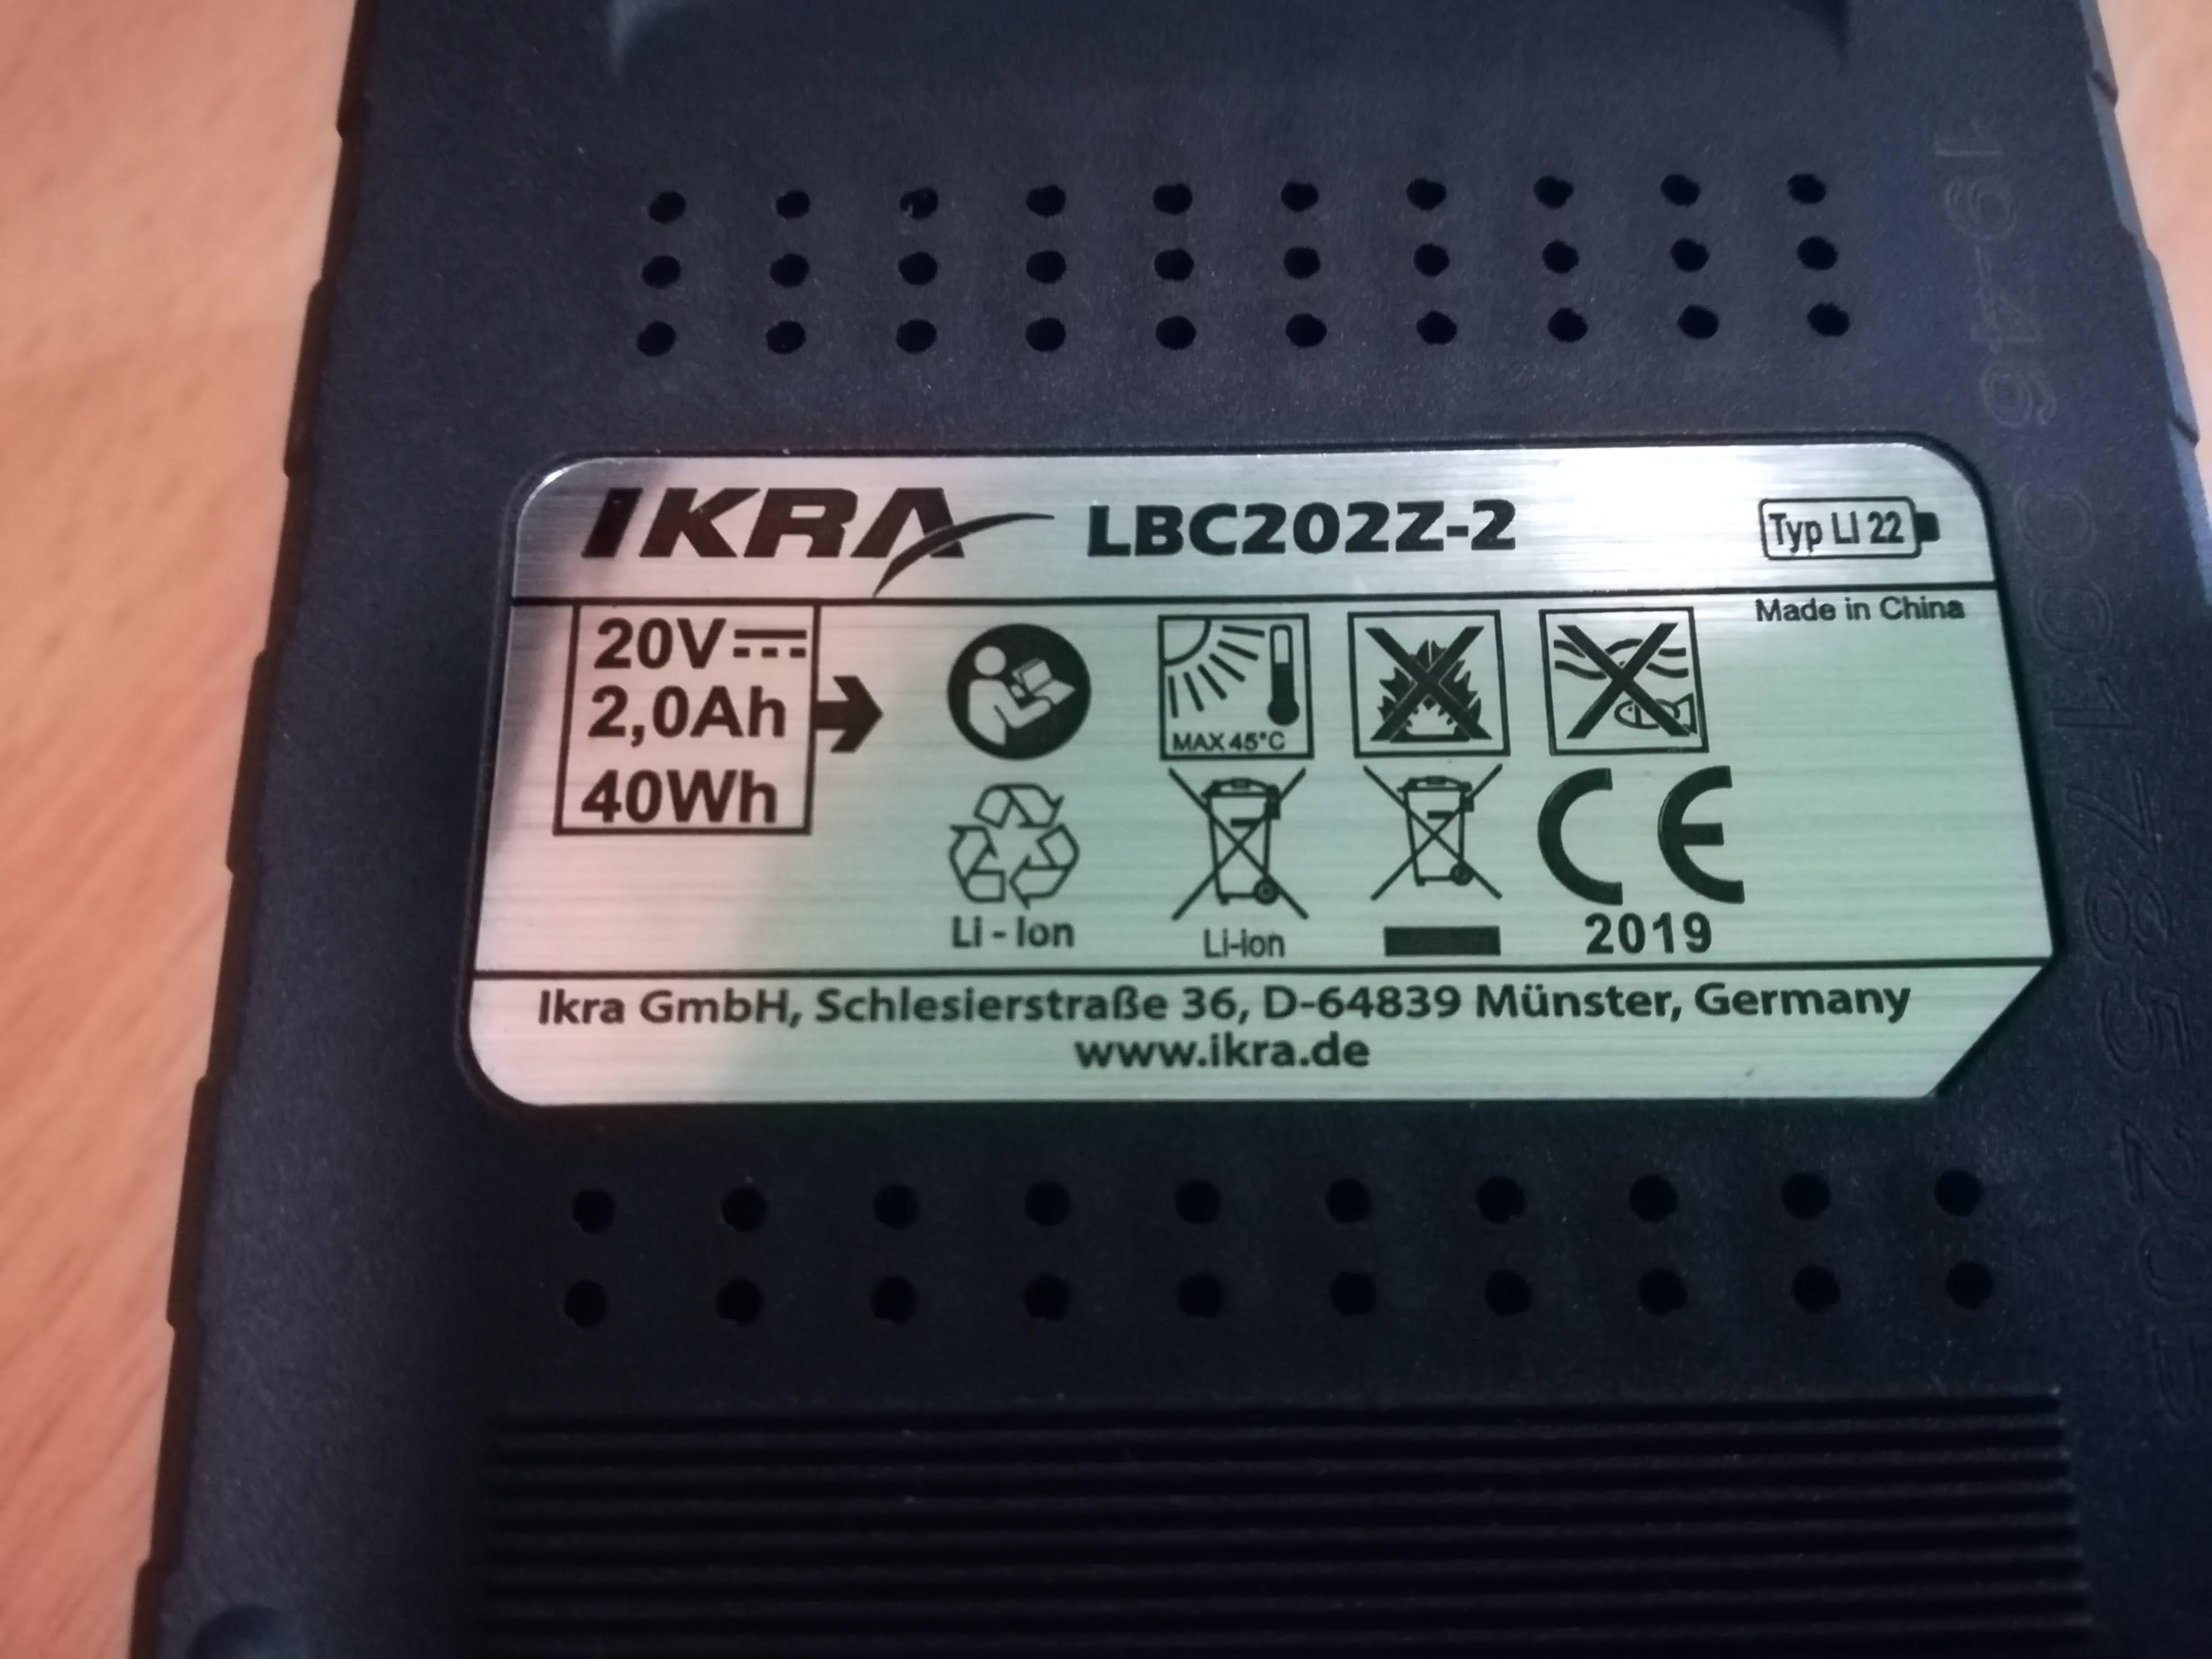 IKRA LBC202Z-2 Typ LI 22
Made in China
20V
2,0Ah
40Wh
MAX 45°C
Li - Ion
Li-Ion
2019
CE
Ikra GmbH, Schlesierstraße 36, D-64839 Münster, Germany
www.ikra.de